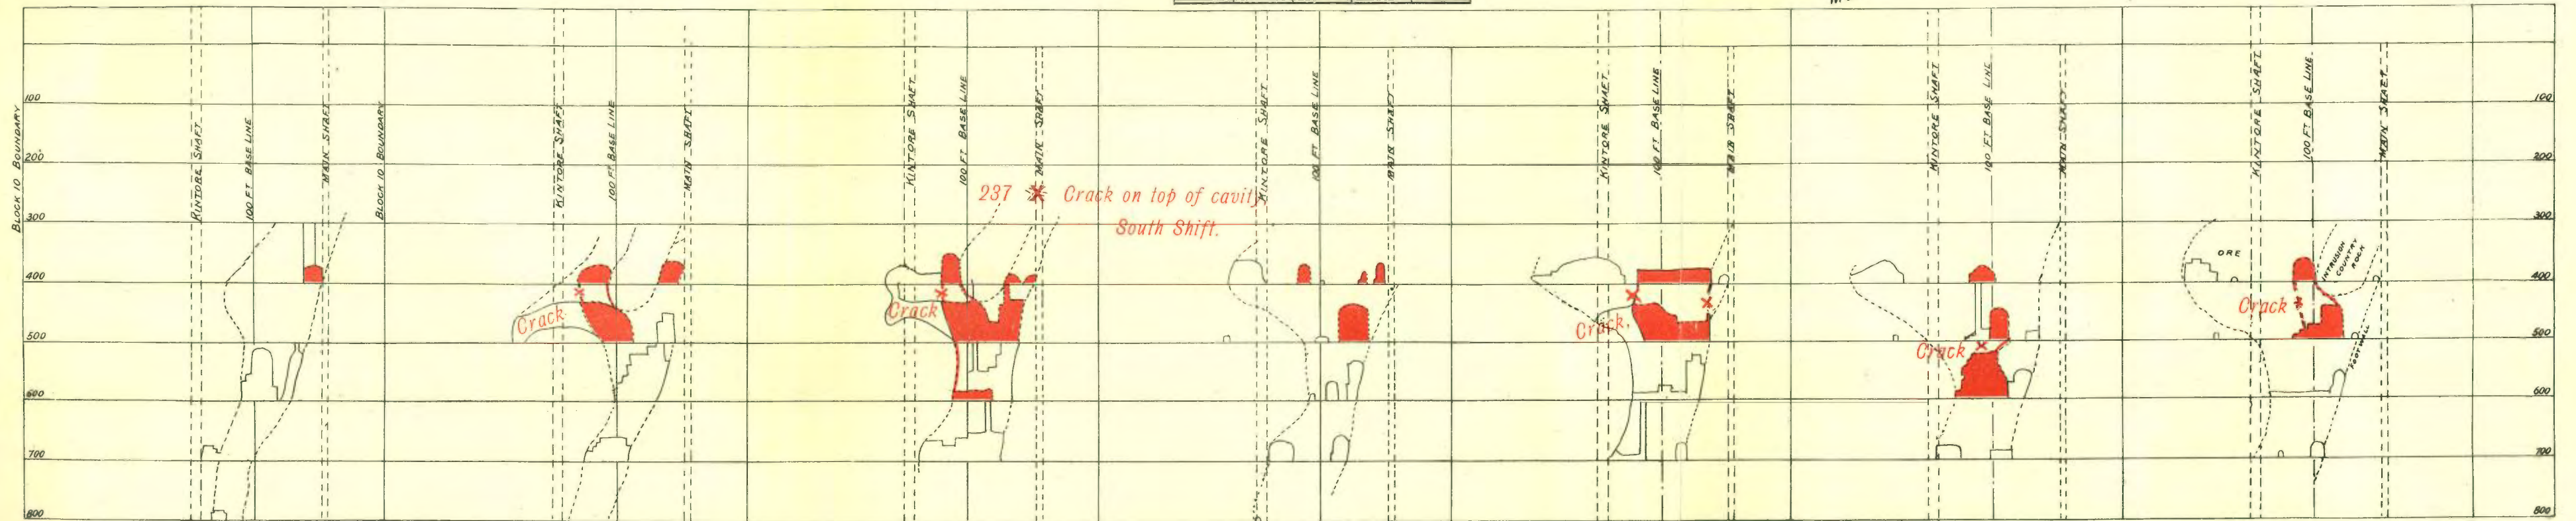 BLOCK 10 BOUNDARY
100
200
300
400
500
600
700
800
KINTORE SHAFT
100 FT BASE LINE
MAIN SHAFT
BLOCK 10 BOUNDARY
KINTORE SHAFT
100 FT BASE LINE
MAIN SHAFT
Crack
KINTORE SHAFT
100 FT BASE LINE
MAIN SHAFT
237 Crack on top of cavity
South Shift.
Crack
KINTORE SHAFT
100 FT BASE LINE
MAIN SHAFT
KINTORE SHAFT
100 FT BASE LINE
MAIN SHAFT
Crack.
KINTORE SHAFT
100 FT BASE LINE
MAIN SHAFT
Crack
KINTORE SHAFT
100 FT BASE LINE
MAIN SHAFT
ORE
INTRUSION
COUNTRY
ROCK
Crack
FOOTWALL
100
200
300
400
500
600
700
800